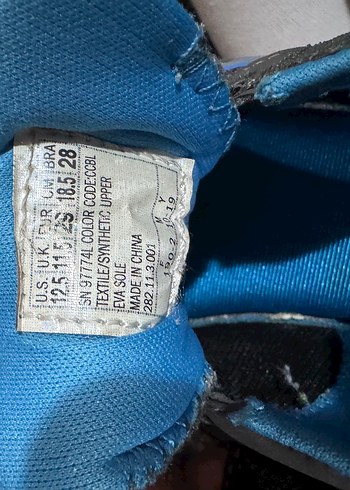 U.S. U.K. EUR CM BRA
12.5 11.5 29 18.5 28
SN 97774L COLOR CODE:CCBL
TEXTILE/SYNTHETIC UPPER
EVA SOLE
MADE IN CHINA
282.11.3.001